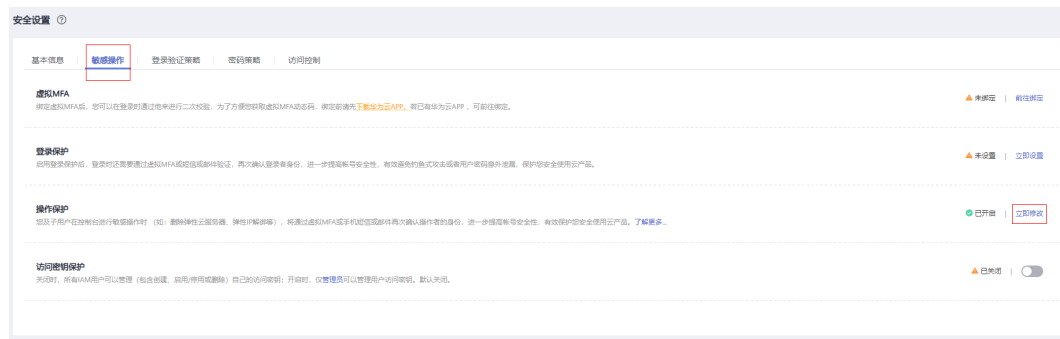 安全设置 ?
基本信息 敏感操作 登录验证策略 密码策略 访问控制
虚拟MFA
绑定虚拟MFA后，您可以在登录时通过他来进行二次校验，为了方便您获取虚拟MFA动态码，绑定前请先下载华为云APP。若已有华为云APP，可前往绑定。
未绑定 | 前往绑定
登录保护
启用登录保护后，登录时还需要通过虚拟MFA或短信或邮件验证，再次确认登录者身份，进一步提高帐号安全性，有效避免钓鱼式攻击或者用户密码意外泄漏，保护您安全使用云产品。
未设置 | 立即设置
操作保护
您及子用户在控制台进行敏感操作时（如：删除弹性云服务器、弹性IP解绑等），将通过虚拟MFA或手机短信或邮件再次确认操作者的身份，进一步提高帐号安全性，有效保护您安全使用云产品。了解更多...
已开启 | 立即修改
访问密钥保护
关闭时，所有IAM用户可以管理（包含创建、启用/停用或删除）自己的访问密钥；开启时，仅管理员可以管理用户访问密钥。默认关闭。
已关闭 |